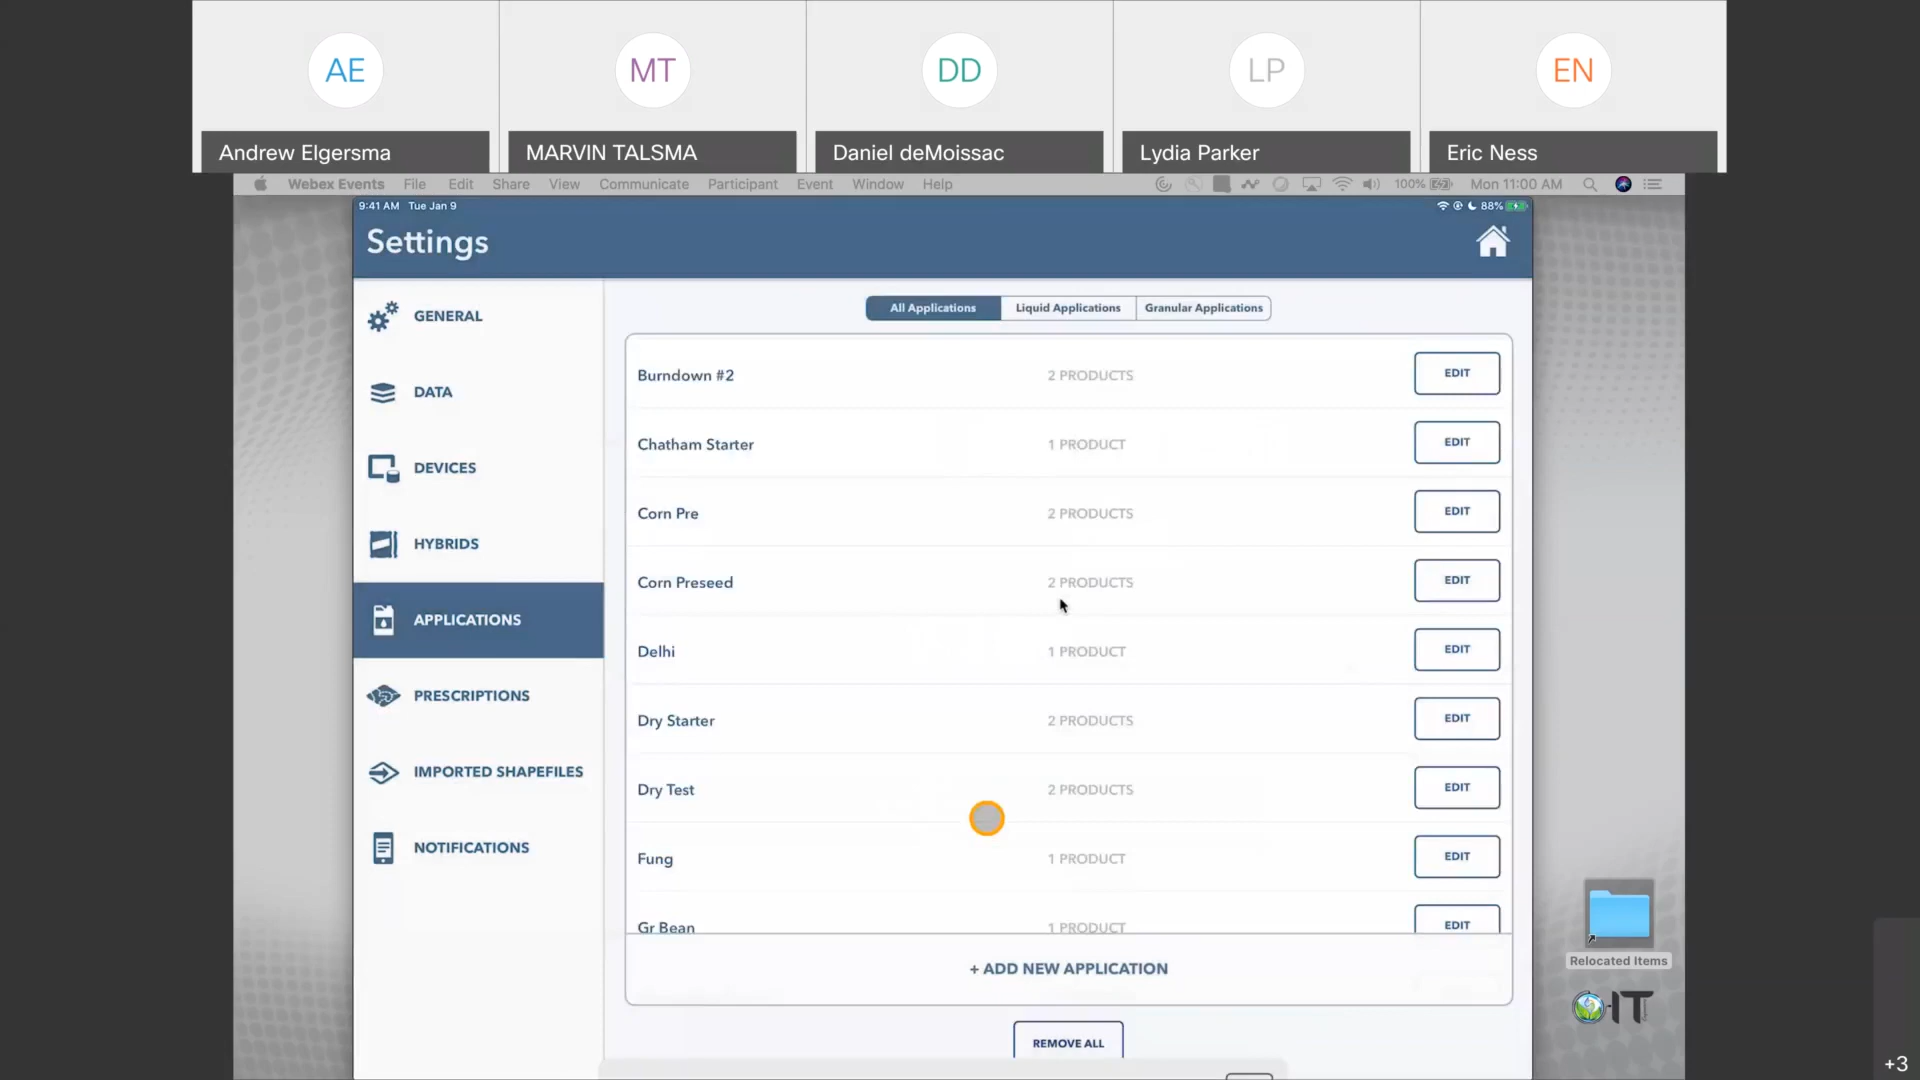 AE
MT
DD
LP
EN
Andrew Elgersma
MARVIN TALSMA
Daniel deMoissac
Lydia Parker
Eric Ness
Webex Events File Edit Share View Communicate Participant Event Window Help 100% Mon 11:00 AM
9:41 AM Tue Jan 9 88%
Settings
GENERAL
DATA
DEVICES
HYBRIDS
APPLICATIONS
PRESCRIPTIONS
IMPORTED SHAPEFILES
NOTIFICATIONS
All Applications Liquid Applications Granular Applications
Burndown #2 2 PRODUCTS EDIT
Chatham Starter 1 PRODUCT EDIT
Corn Pre 2 PRODUCTS EDIT
Corn Preseed 2 PRODUCTS EDIT
Delhi 1 PRODUCT EDIT
Dry Starter 2 PRODUCTS EDIT
Dry Test 2 PRODUCTS EDIT
Fung 1 PRODUCT EDIT
Gr Bean 1 PRODUCT EDIT
+ ADD NEW APPLICATION
REMOVE ALL
Relocated Items
IT
+3